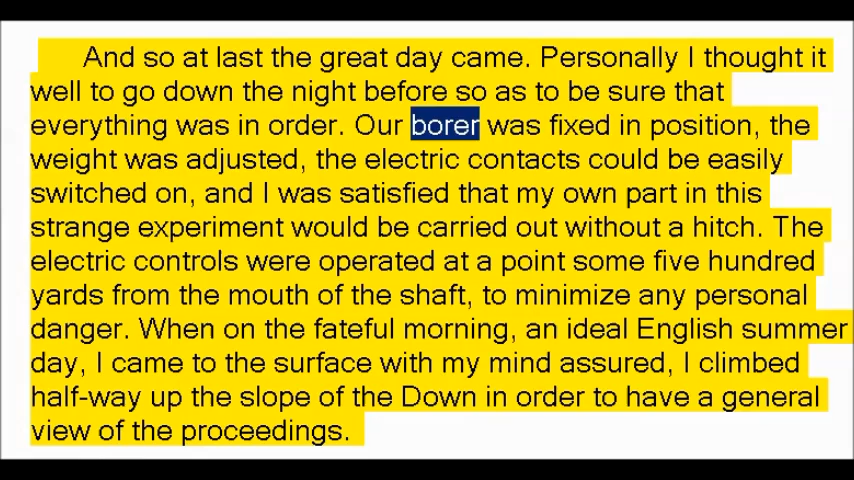 And so at last the great day came. Personally I thought it
well to go down the night before so as to be sure that
everything was in order. Our borer was fixed in position, the
weight was adjusted, the electric contacts could be easily
switched on, and I was satisfied that my own part in this
strange experiment would be carried out without a hitch. The
electric controls were operated at a point some five hundred
yards from the mouth of the shaft, to minimize any personal
danger. When on the fateful morning, an ideal English summer
day, I came to the surface with my mind assured, I climbed
half-way up the slope of the Down in order to have a general
view of the proceedings.